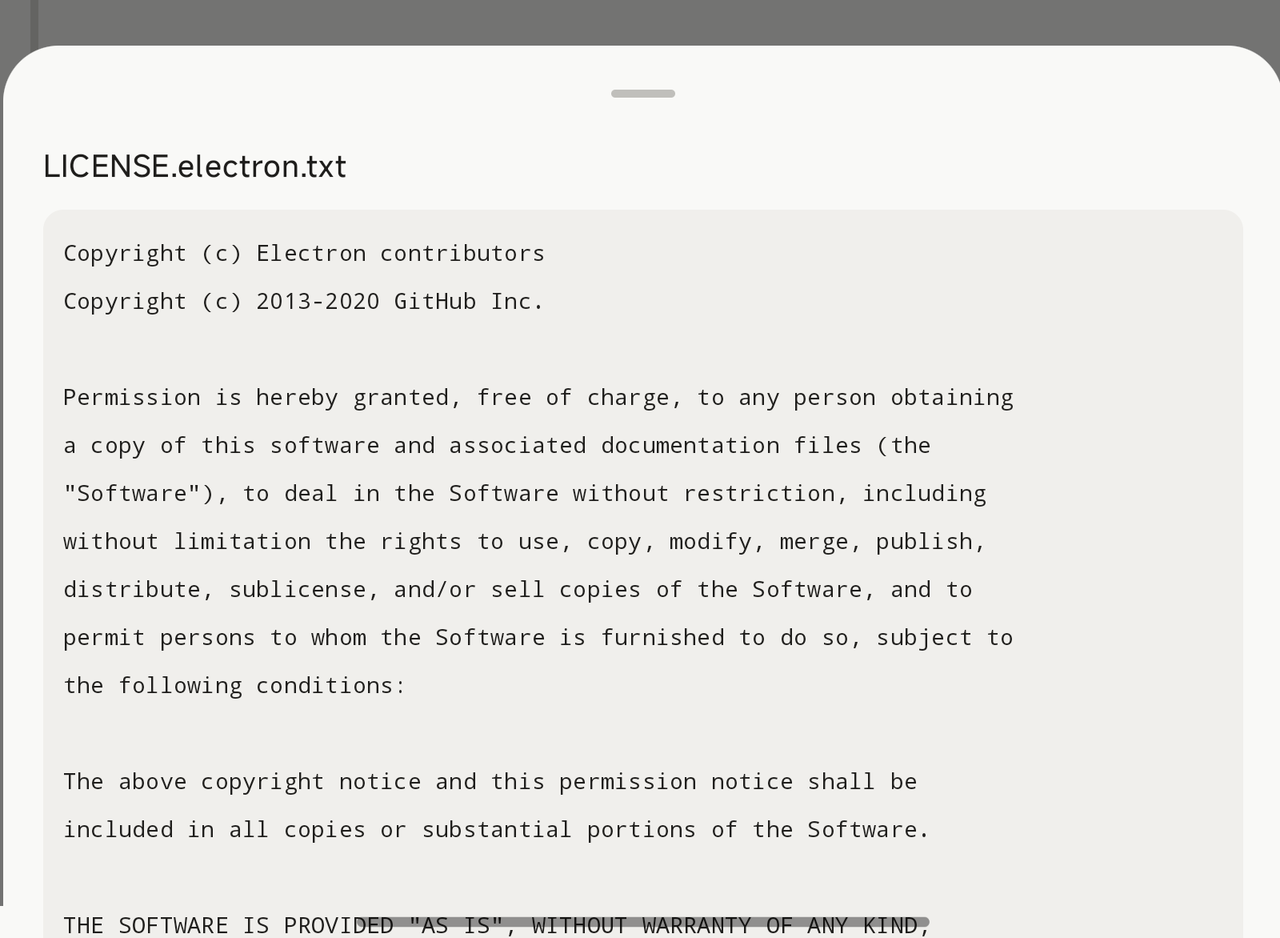 LICENSE.electron.txt
Copyright (c) Electron contributors
Copyright (c) 2013-2020 GitHub Inc.
Permission is hereby granted, free of charge, to any person obtaining
a copy of this software and associated documentation files (the
"Software"), to deal in the Software without restriction, including
without limitation the rights to use, copy, modify, merge, publish,
distribute, sublicense, and/or sell copies of the Software, and to
permit persons to whom the Software is furnished to do so, subject to
the following conditions:
The above copyright notice and this permission notice shall be
included in all copies or substantial portions of the Software.
THE SOFTWARE IS PROVIDED "AS IS", WITHOUT WARRANTY OF ANY KIND,